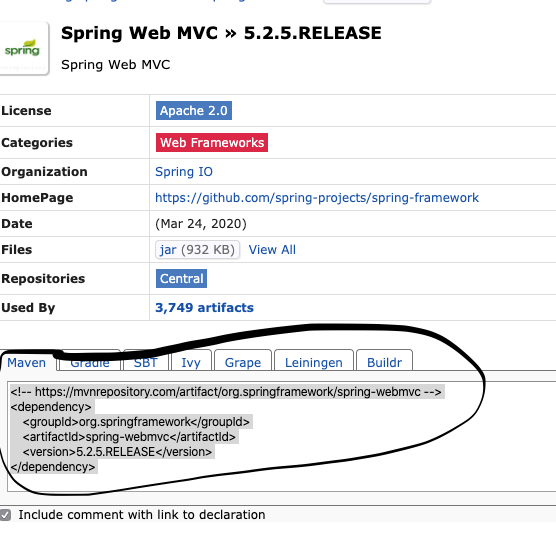 Spring Web MVC » 5.2.5.RELEASE
spring
Spring Web MVC
License Apache 2.0
Categories Web Frameworks
Organization Spring IO
HomePage https://github.com/spring-projects/spring-framework
Date (Mar 24, 2020)
Files jar (932 KB) View All
Repositories Central
Used By 3,749 artifacts
Maven Gradle SBT Ivy Grape Leiningen Buildr
<!-- https://mvnrepository.com/artifact/org.springframework/spring-webmvc -->
<dependency>
<groupId>org.springframework</groupId>
<artifactId>spring-webmvc</artifactId>
<version>5.2.5.RELEASE</version>
</dependency>
Include comment with link to declaration